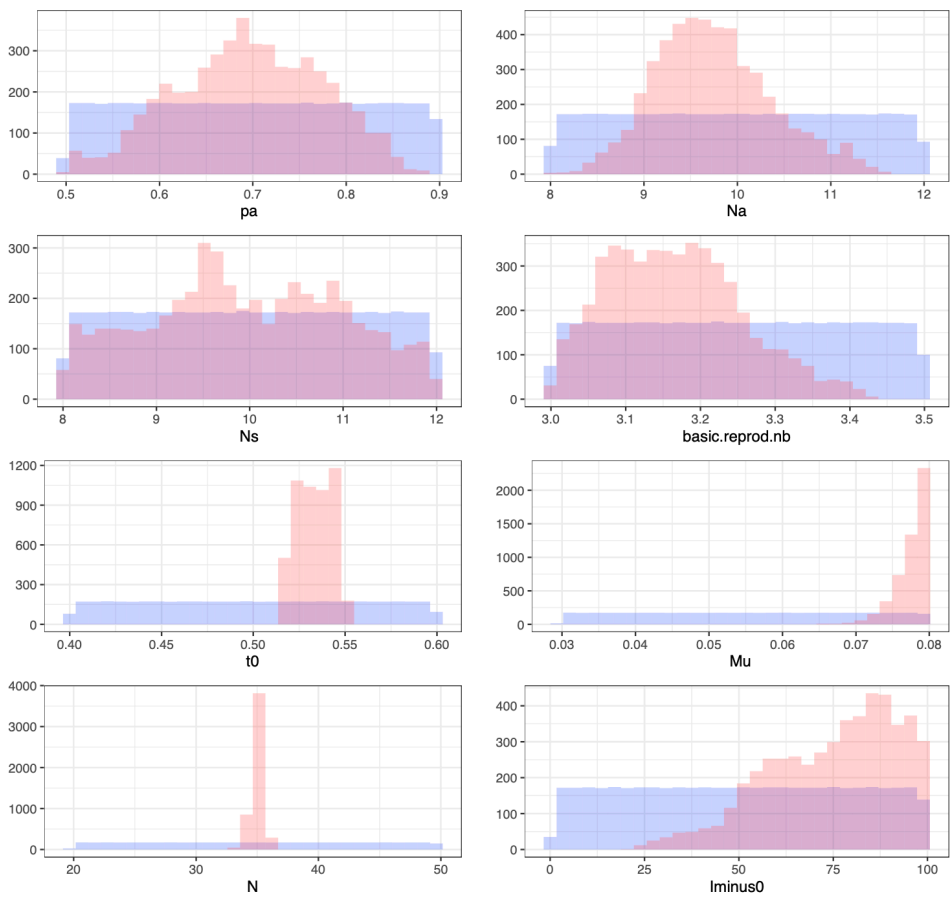 300
200
100
0
0.5 0.6 0.7 0.8 0.9
pa
400
300
200
100
0
8 9 10 11 12
Na
300
200
100
0
8 9 10 11 12
Ns
300
200
100
0
3.0 3.1 3.2 3.3 3.4 3.5
basic.reprod.nb
1200
900
600
300
0
0.40 0.45 0.50 0.55 0.60
t0
2000
1500
1000
500
0
0.03 0.04 0.05 0.06 0.07 0.08
Mu
4000
3000
2000
1000
0
20 30 40 50
N
400
300
200
100
0
0 25 50 75 100
Iminus0